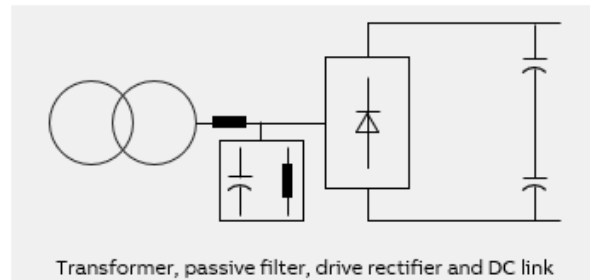 Transformer, passive filter, drive rectifier and DC link